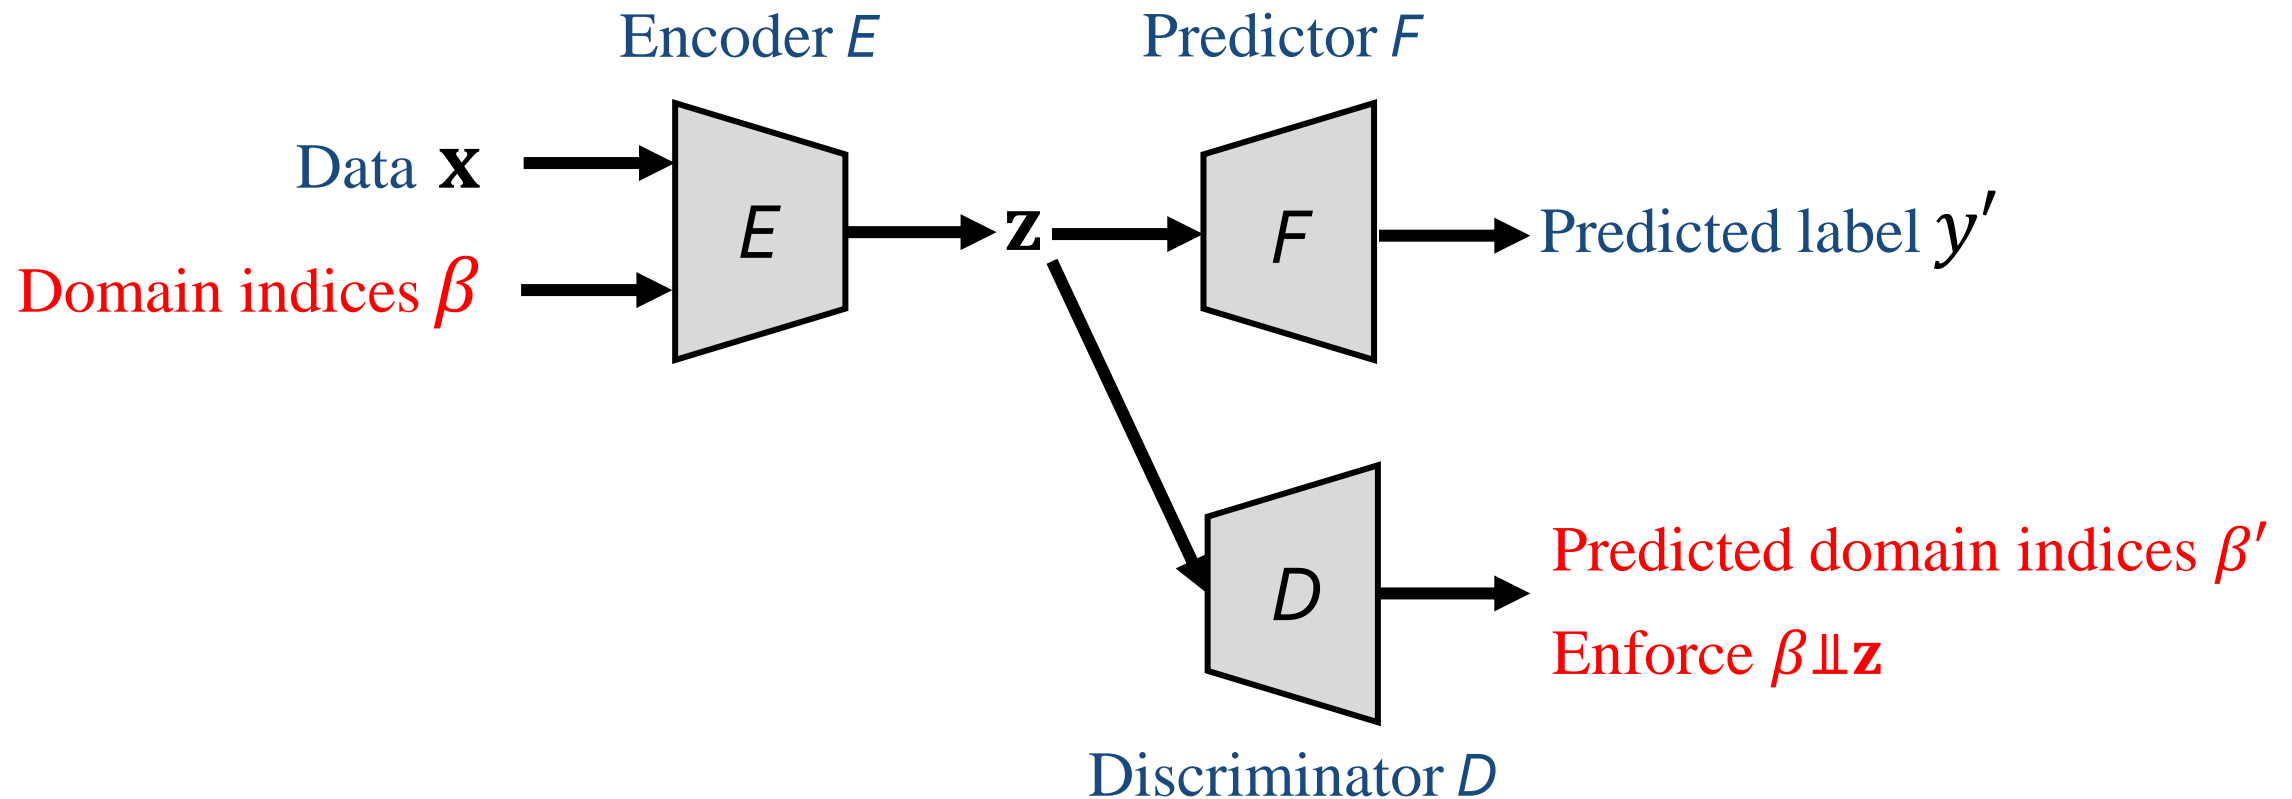 Encoder E
Predictor F
Data x
E
z
F
Predicted label y′
Domain indices β
D
Predicted domain indices β′
Enforce β⫫z
Discriminator D